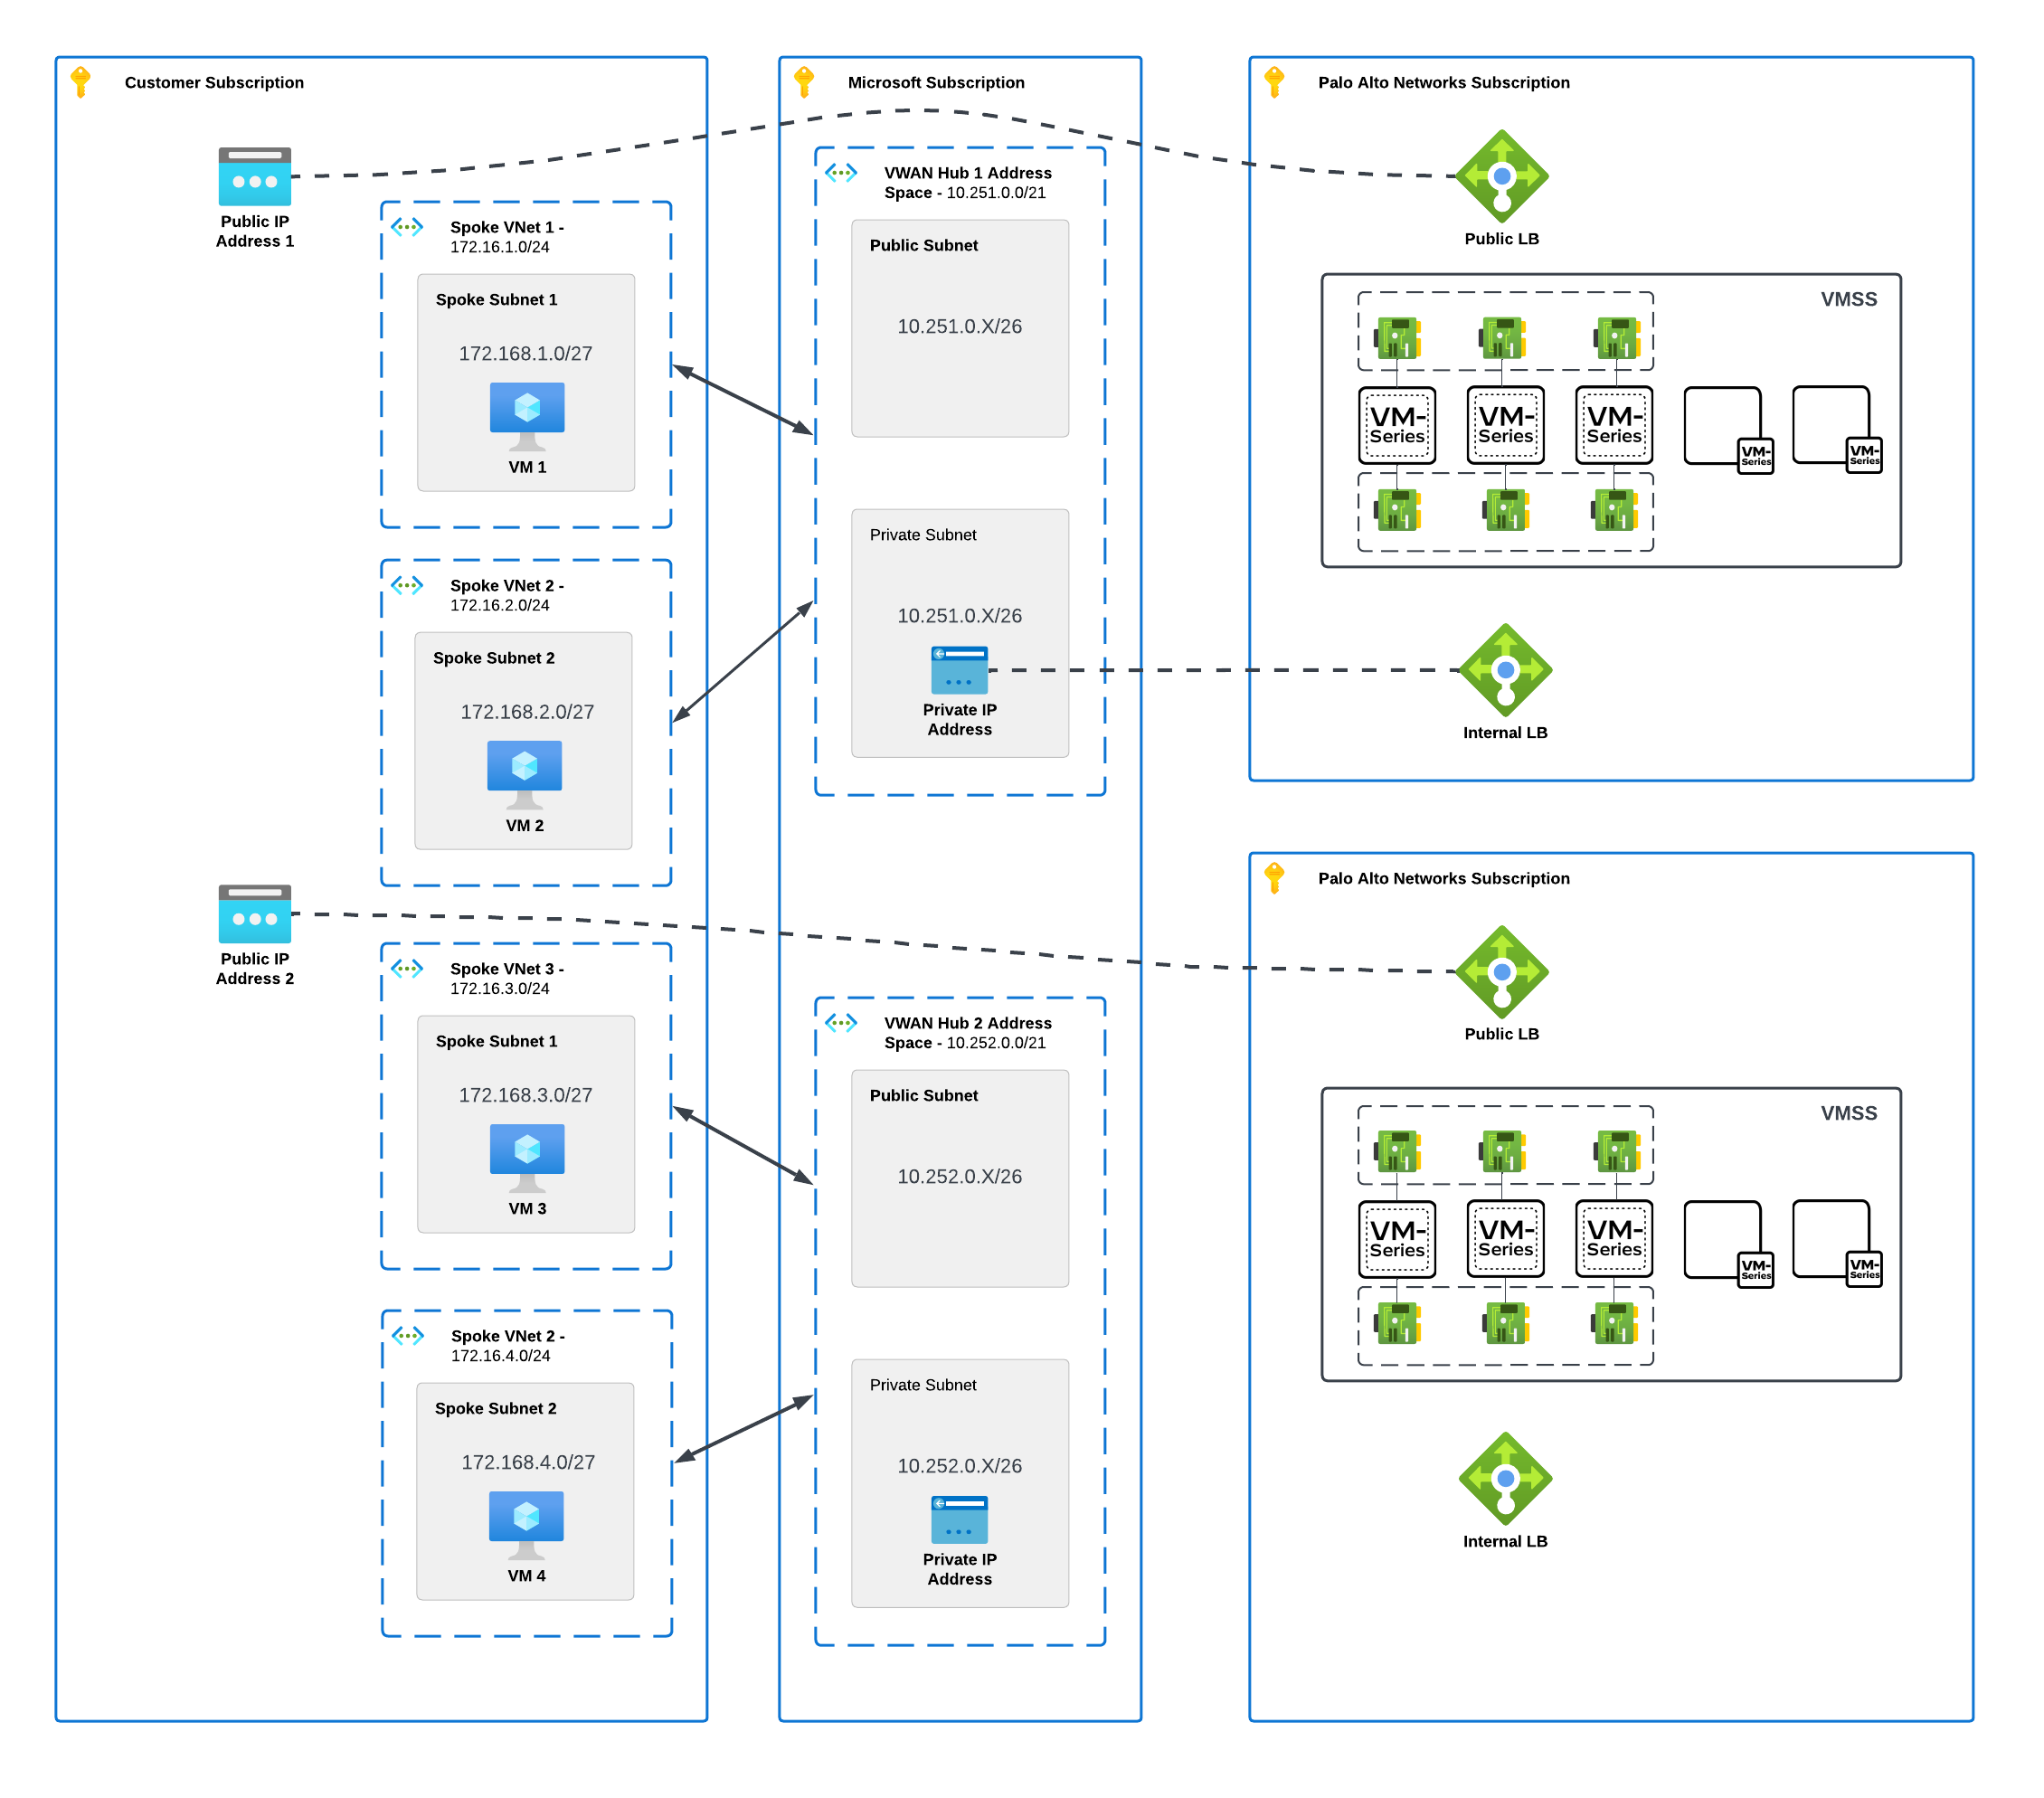 Customer Subscription
Public IP
Address 1
Spoke VNet 1 -
172.16.1.0/24
Spoke Subnet 1
172.168.1.0/27
VM 1
Spoke VNet 2 -
172.16.2.0/24
Spoke Subnet 2
172.168.2.0/27
VM 2
Public IP
Address 2
Spoke VNet 3 -
172.16.3.0/24
Spoke Subnet 1
172.168.3.0/27
VM 3
Spoke VNet 2 -
172.16.4.0/24
Spoke Subnet 2
172.168.4.0/27
VM 4
Microsoft Subscription
VWAN Hub 1 Address
Space - 10.251.0.0/21
Public Subnet
10.251.0.X/26
Private Subnet
10.251.0.X/26
Private IP
Address
VWAN Hub 2 Address
Space - 10.252.0.0/21
Public Subnet
10.252.0.X/26
Private Subnet
10.252.0.X/26
Private IP
Address
Palo Alto Networks Subscription
Public LB
VMSS
VM-
Series
VM-
Series
VM-
Series
VM-
Series
VM-
Series
Internal LB
Palo Alto Networks Subscription
Public LB
VMSS
VM-
Series
VM-
Series
VM-
Series
VM-
Series
VM-
Series
Internal LB